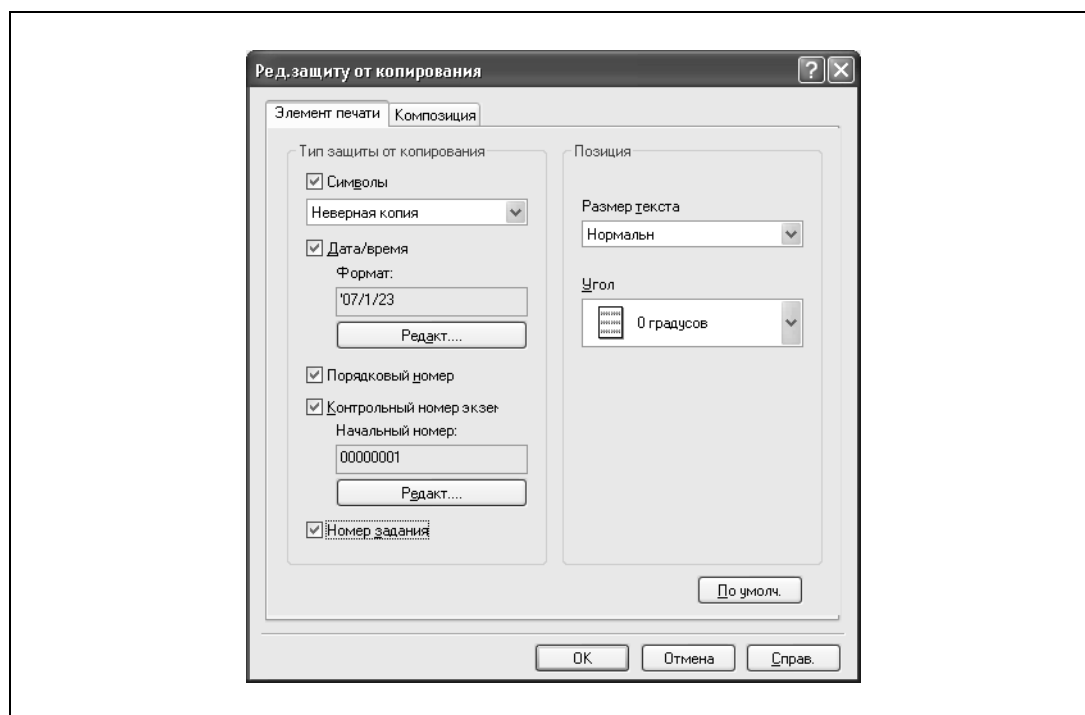 Ред.защиту от копирования
Элемент печати Композиция
Тип защиты от копирования
Символы
Неверная копия
Дата/время
Формат:
'07/1/23
Редакт....
Порядковый номер
Контрольный номер экзем
Начальный номер:
00000001
Редакт....
Номер задания
Позиция
Размер текста
Нормальн
Угол
0 градусов
По умолч.
OK Отмена Справ.